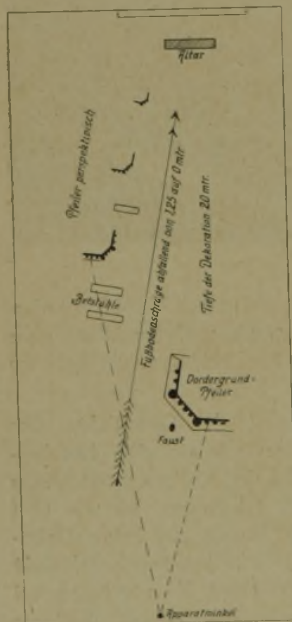 Altar
Pfeiler perspektivisch
Fußbodenschräge abfallend von 1,25 auf 0 mtr.
Tiefe der Dekoration 20 mtr.
Betstühle
Vordergrund-
Pfeiler
Faust
Apparatwinkel